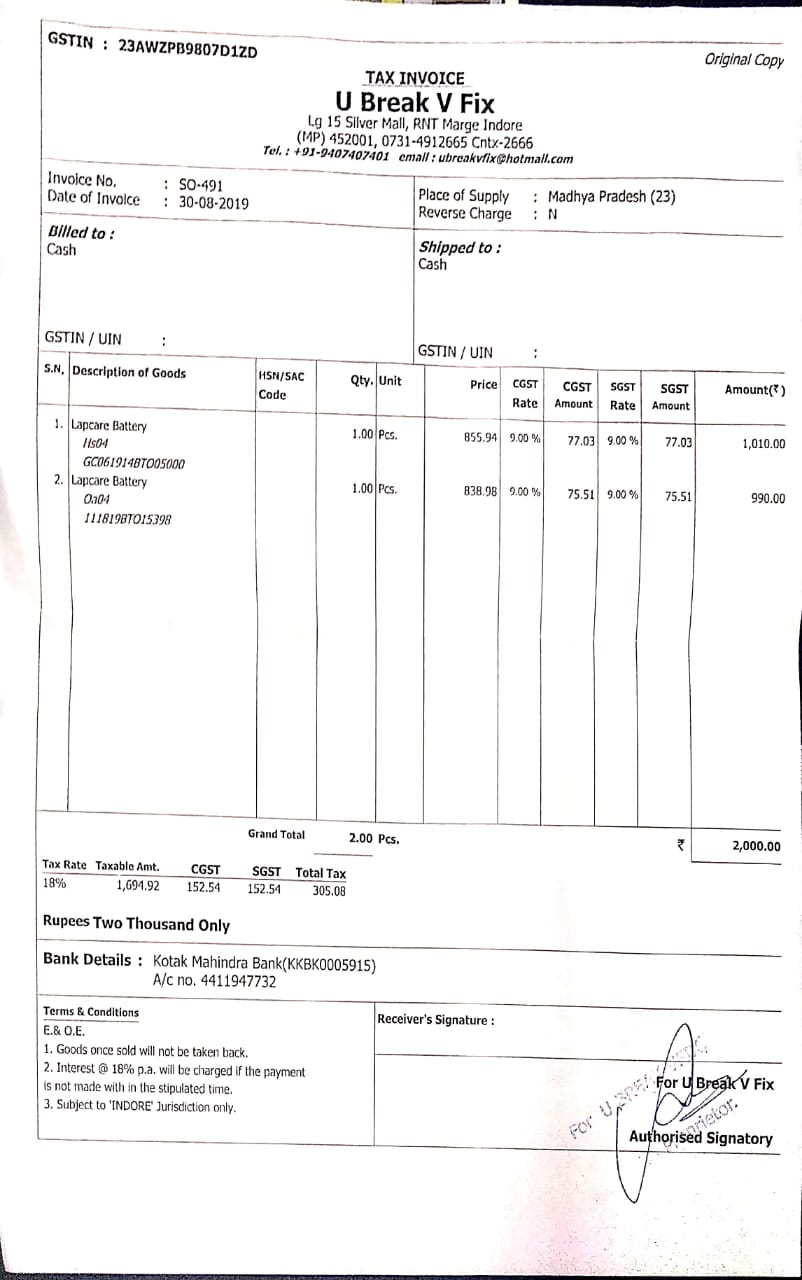 GSTIN : 23AWZPB9807D1ZD
Original Copy
TAX INVOICE
U Break V Fix
Lg 15 Silver Mall, RNT Marge Indore
(MP) 452001, 0731-4912665 Cntx-2666
Tel. : +91-9407407401 email : ubreakvfix@hotmail.com
Invoice No. : SO-491
Date of Invoice : 30-08-2019
Place of Supply : Madhya Pradesh (23)
Reverse Charge : N
Billed to :
Cash
GSTIN / UIN :
Shipped to :
Cash
GSTIN / UIN :
S.N. Description of Goods HSN/SAC Code Qty. Unit Price CGST Rate CGST Amount SGST Rate SGST Amount Amount(₹)
1. Lapcare Battery 1.00 Pcs. 855.94 9.00 % 77.03 9.00 % 77.03 1,010.00
Hs04
GC061914BTO05000
2. Lapcare Battery 1.00 Pcs. 838.98 9.00 % 75.51 9.00 % 75.51 990.00
Oa04
111819BTO15398
Grand Total 2.00 Pcs. ₹ 2,000.00
Tax Rate Taxable Amt. CGST SGST Total Tax
18% 1,694.92 152.54 152.54 305.08
Rupees Two Thousand Only
Bank Details : Kotak Mahindra Bank(KKBK0005915)
A/c no. 4411947732
Terms & Conditions
E.& O.E.
1. Goods once sold will not be taken back.
2. Interest @ 18% p.a. will be charged if the payment
is not made with in the stipulated time.
3. Subject to 'INDORE' Jurisdiction only.
Receiver's Signature :
For U Break V Fix
For U BREAK
Proprietor.
Authorised Signatory